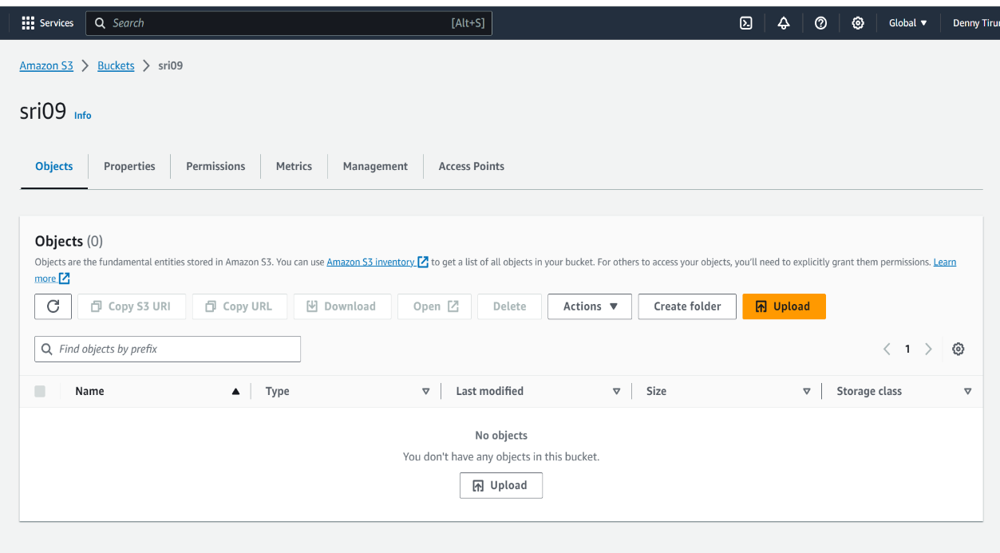 Services
Search [Alt+S]
Global ▼
Denny Tirum
Amazon S3 > Buckets > sri09
sri09 Info
Objects Properties Permissions Metrics Management Access Points
Objects (0)
Objects are the fundamental entities stored in Amazon S3. You can use Amazon S3 inventory to get a list of all objects in your bucket. For others to access your objects, you'll need to explicitly grant them permissions. Learn
more
Copy S3 URI Copy URL Download Open Delete Actions ▼ Create folder Upload
Find objects by prefix
1
Name Type Last modified Size Storage class
No objects
You don't have any objects in this bucket.
Upload